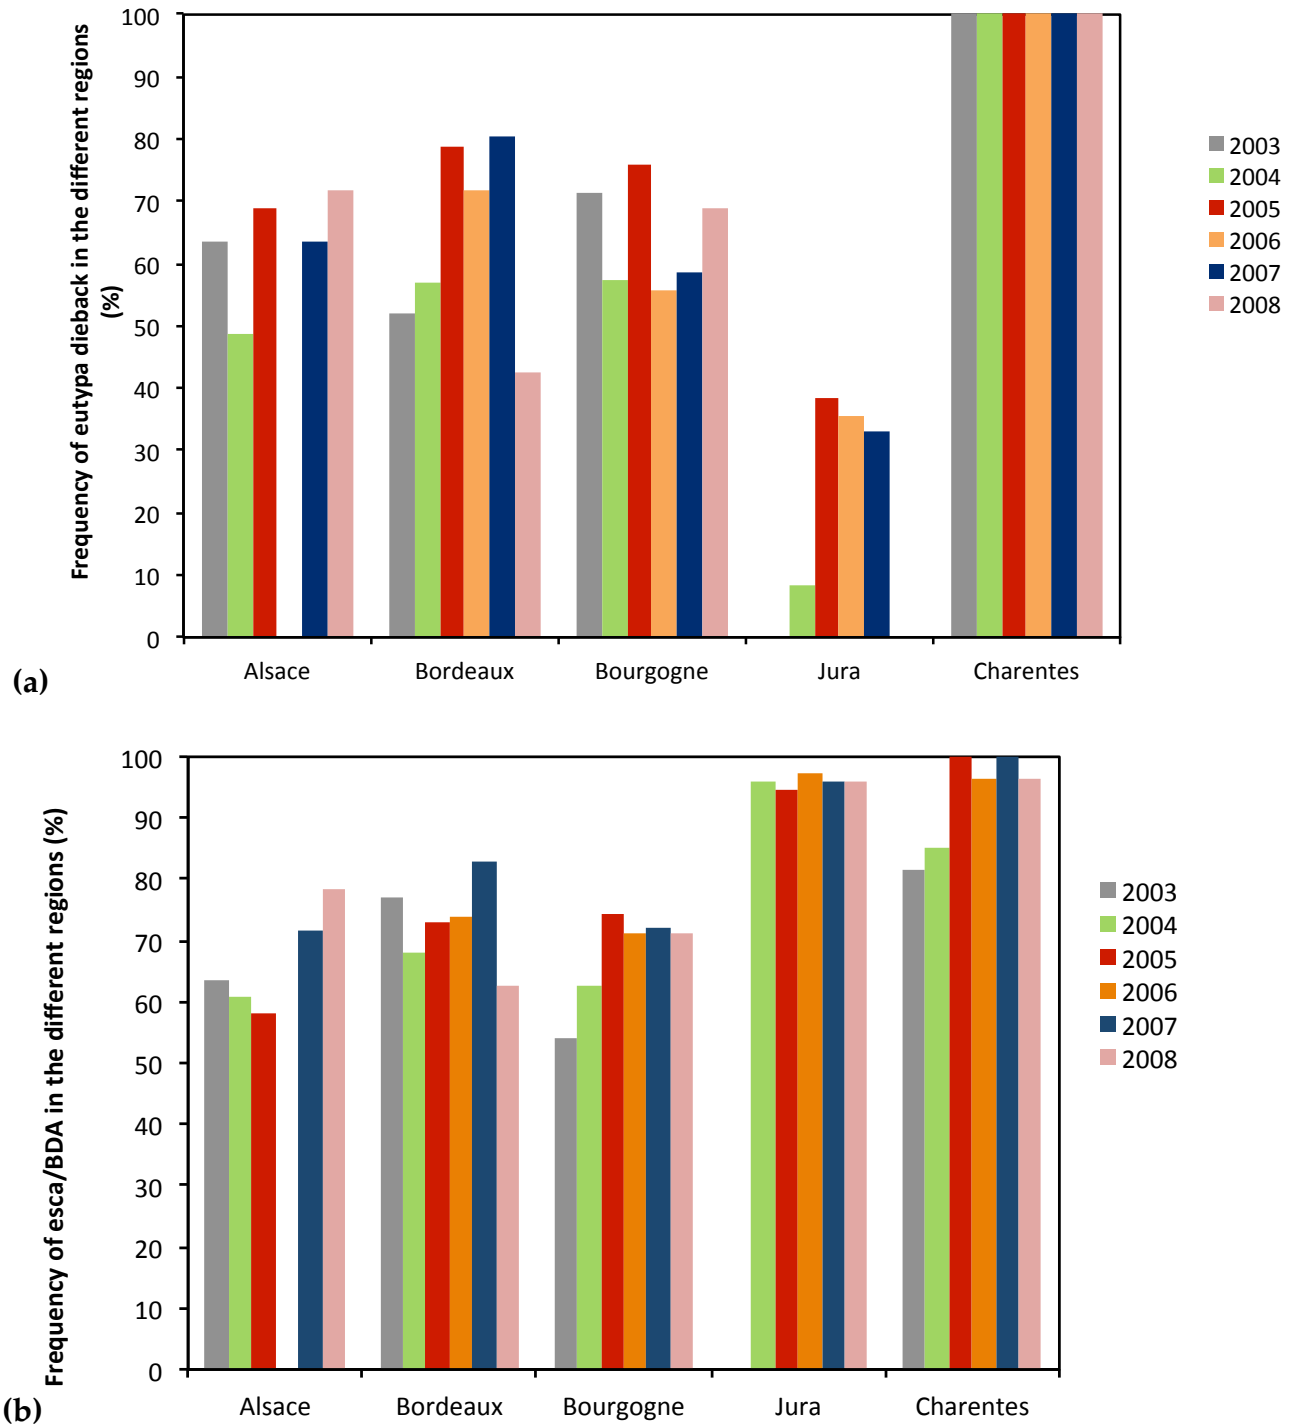 Frequency of eutypa dieback in the different regions
(%)
100
90
80
70
60
50
40
30
20
10
0
Alsace
Bordeaux
Bourgogne
Jura
Charentes
2003
2004
2005
2006
2007
2008
(a)
Frequency of esca/BDA in the different regions (%)
100
90
80
70
60
50
40
30
20
10
0
Alsace
Bordeaux
Bourgogne
Jura
Charentes
2003
2004
2005
2006
2007
2008
(b)